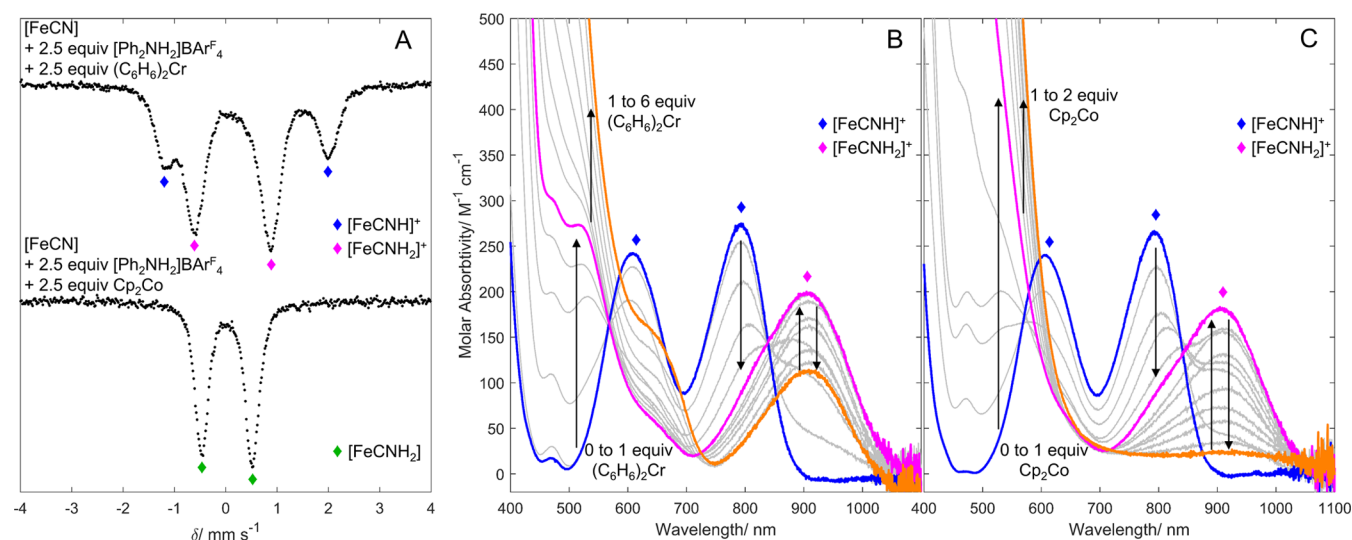 A
[FeCN]
+ 2.5 equiv [Ph₂NH₂]BArᶠ₄
+ 2.5 equiv (C₆H₆)₂Cr
[FeCNH]⁺
[FeCNH₂]⁺
[FeCN]
+ 2.5 equiv [Ph₂NH₂]BArᶠ₄
+ 2.5 equiv Cp₂Co
[FeCNH₂]
-4 -3 -2 -1 0 1 2 3 4
δ/ mm s⁻¹
B
Molar Absorbtivity/ M⁻¹ cm⁻¹
500
450
400
350
300
250
200
150
100
50
0
1 to 6 equiv
(C₆H₆)₂Cr
[FeCNH]⁺
[FeCNH₂]⁺
0 to 1 equiv
(C₆H₆)₂Cr
400 500 600 700 800 900 1000
Wavelength/ nm
C
1 to 2 equiv
Cp₂Co
[FeCNH]⁺
[FeCNH₂]⁺
0 to 1 equiv
Cp₂Co
400 500 600 700 800 900 1000 1100
Wavelength/ nm